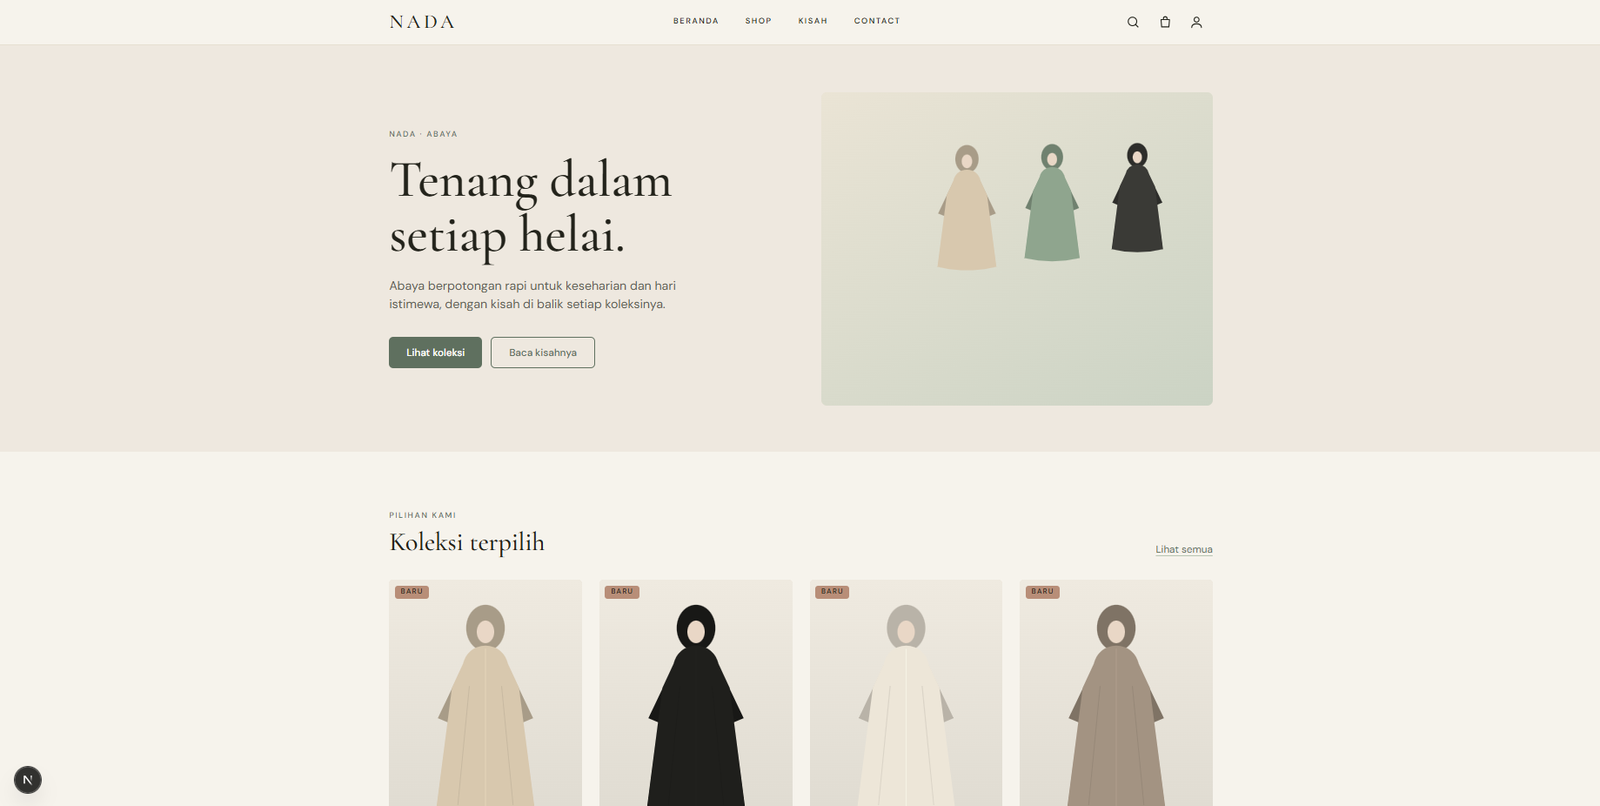 NADA
BERANDA SHOP KISAH CONTACT
NADA · ABAYA
Tenang dalam
setiap helai.
Abaya berpotongan rapi untuk keseharian dan hari
istimewa, dengan kisah di balik setiap koleksinya.
Lihat koleksi
Baca kisahnya
PILIHAN KAMI
Koleksi terpilih
Lihat semua
BARU
BARU
BARU
BARU
N